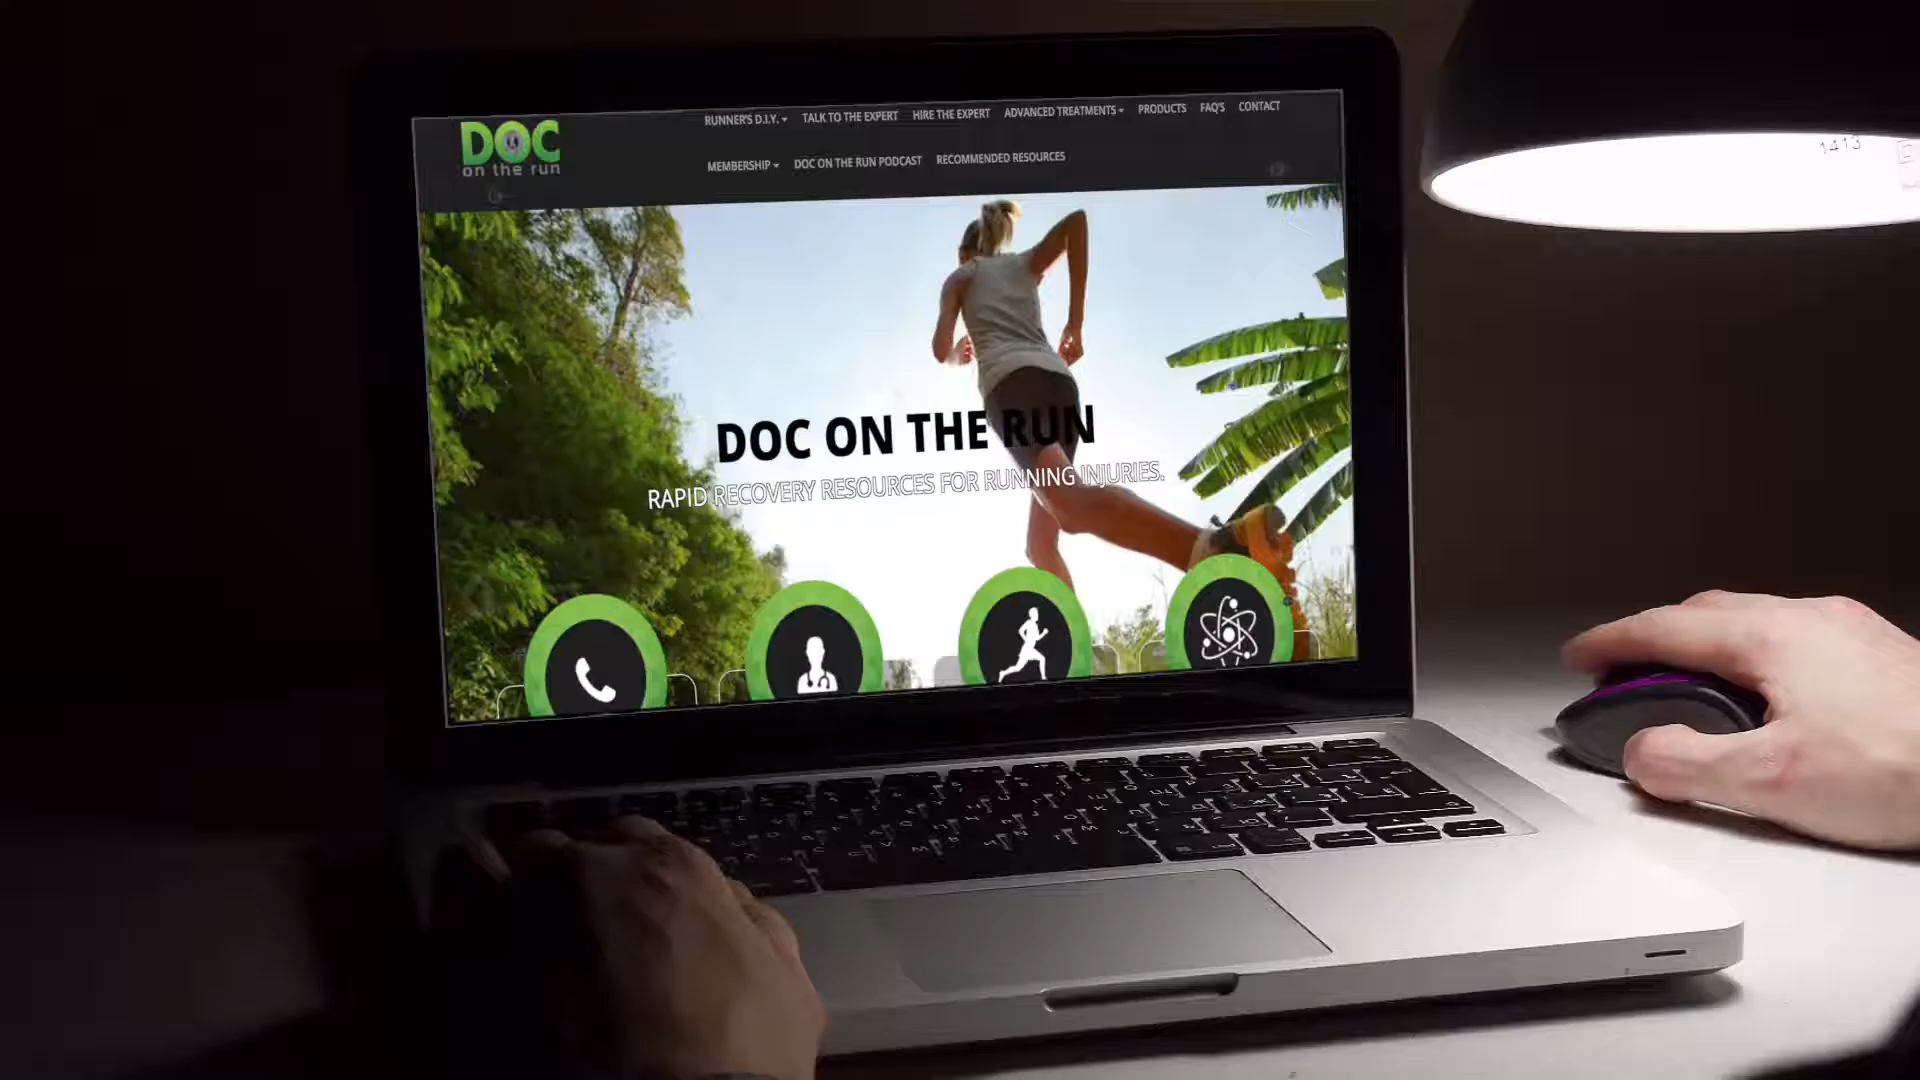 DOC
on the run
RUNNER'S D.I.Y. TALK TO THE EXPERT HIRE THE EXPERT ADVANCED TREATMENTS PRODUCTS FAQ'S CONTACT
MEMBERSHIP DOC ON THE RUN PODCAST RECOMMENDED RESOURCES
DOC ON THE RUN
RAPID RECOVERY RESOURCES FOR RUNNING INJURIES.
1413